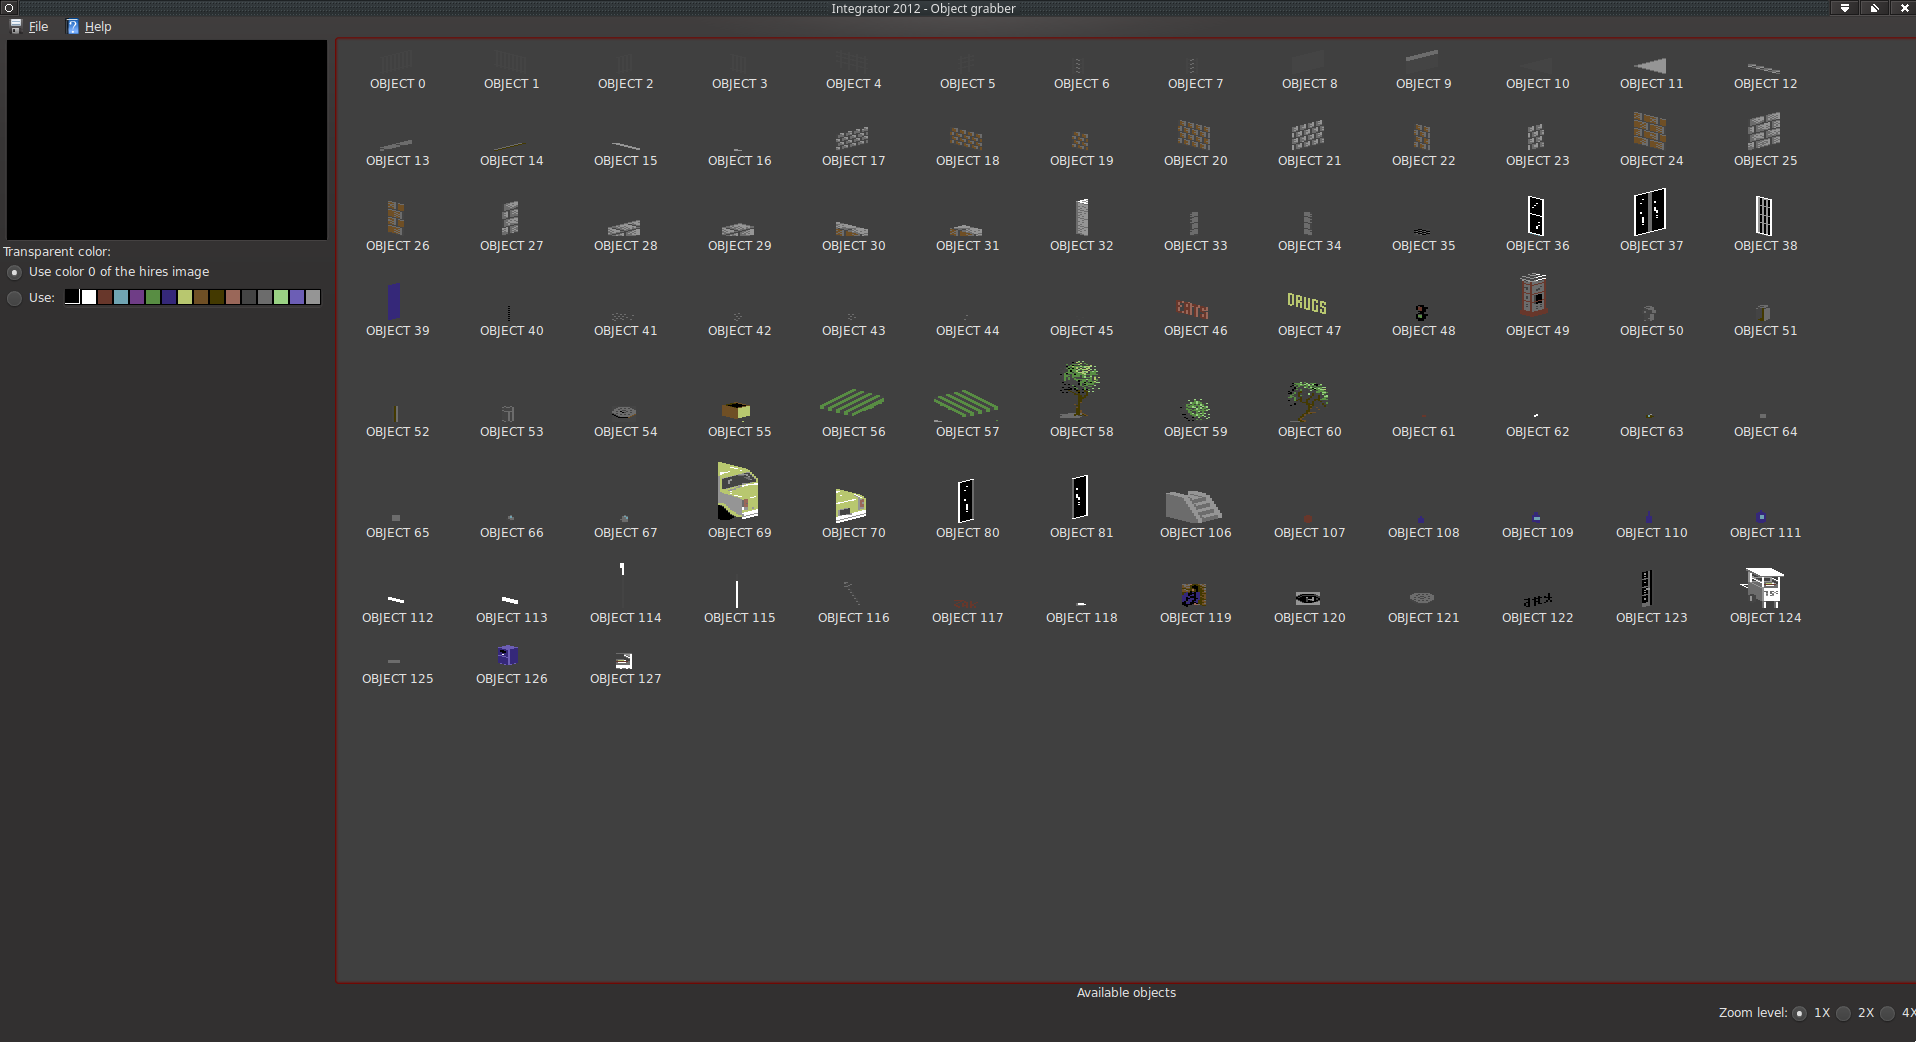 Integrator 2012 - Object grabber
File Help
OBJECT 0 OBJECT 1 OBJECT 2 OBJECT 3 OBJECT 4 OBJECT 5 OBJECT 6 OBJECT 7 OBJECT 8 OBJECT 9 OBJECT 10 OBJECT 11 OBJECT 12
OBJECT 13 OBJECT 14 OBJECT 15 OBJECT 16 OBJECT 17 OBJECT 18 OBJECT 19 OBJECT 20 OBJECT 21 OBJECT 22 OBJECT 23 OBJECT 24 OBJECT 25
OBJECT 26 OBJECT 27 OBJECT 28 OBJECT 29 OBJECT 30 OBJECT 31 OBJECT 32 OBJECT 33 OBJECT 34 OBJECT 35 OBJECT 36 OBJECT 37 OBJECT 38
Transparent color:
Use color 0 of the hires image
Use:
EATS DRUGS
OBJECT 39 OBJECT 40 OBJECT 41 OBJECT 42 OBJECT 43 OBJECT 44 OBJECT 45 OBJECT 46 OBJECT 47 OBJECT 48 OBJECT 49 OBJECT 50 OBJECT 51
OBJECT 52 OBJECT 53 OBJECT 54 OBJECT 55 OBJECT 56 OBJECT 57 OBJECT 58 OBJECT 59 OBJECT 60 OBJECT 61 OBJECT 62 OBJECT 63 OBJECT 64
OBJECT 65 OBJECT 66 OBJECT 67 OBJECT 69 OBJECT 70 OBJECT 80 OBJECT 81 OBJECT 106 OBJECT 107 OBJECT 108 OBJECT 109 OBJECT 110 OBJECT 111
75¢
OBJECT 112 OBJECT 113 OBJECT 114 OBJECT 115 OBJECT 116 OBJECT 117 OBJECT 118 OBJECT 119 OBJECT 120 OBJECT 121 OBJECT 122 OBJECT 123 OBJECT 124
OBJECT 125 OBJECT 126 OBJECT 127
Available objects
Zoom level: 1X 2X 4X